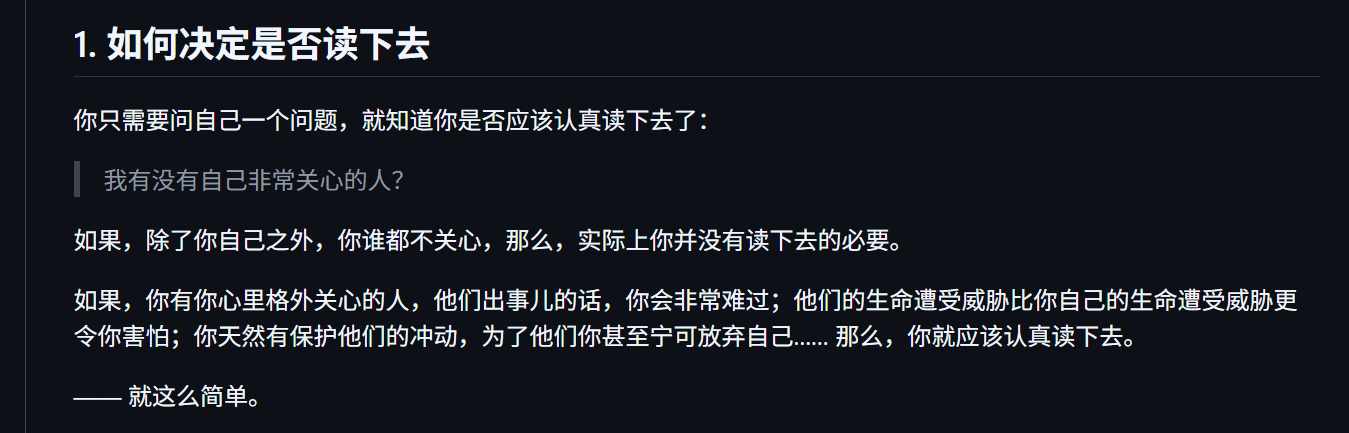 1. 如何决定是否读下去
你只需要问自己一个问题，就知道你是否应该认真读下去了：
我有没有自己非常关心的人？
如果，除了你自己之外，你谁都不关心，那么，实际上你并没有读下去的必要。
如果，你有你心里格外关心的人，他们出事儿的话，你会非常难过；他们的生命遭受威胁比你自己的生命遭受威胁更
令你害怕；你天然有保护他们的冲动，为了他们你甚至宁可放弃自己…… 那么，你就应该认真读下去。
—— 就这么简单。